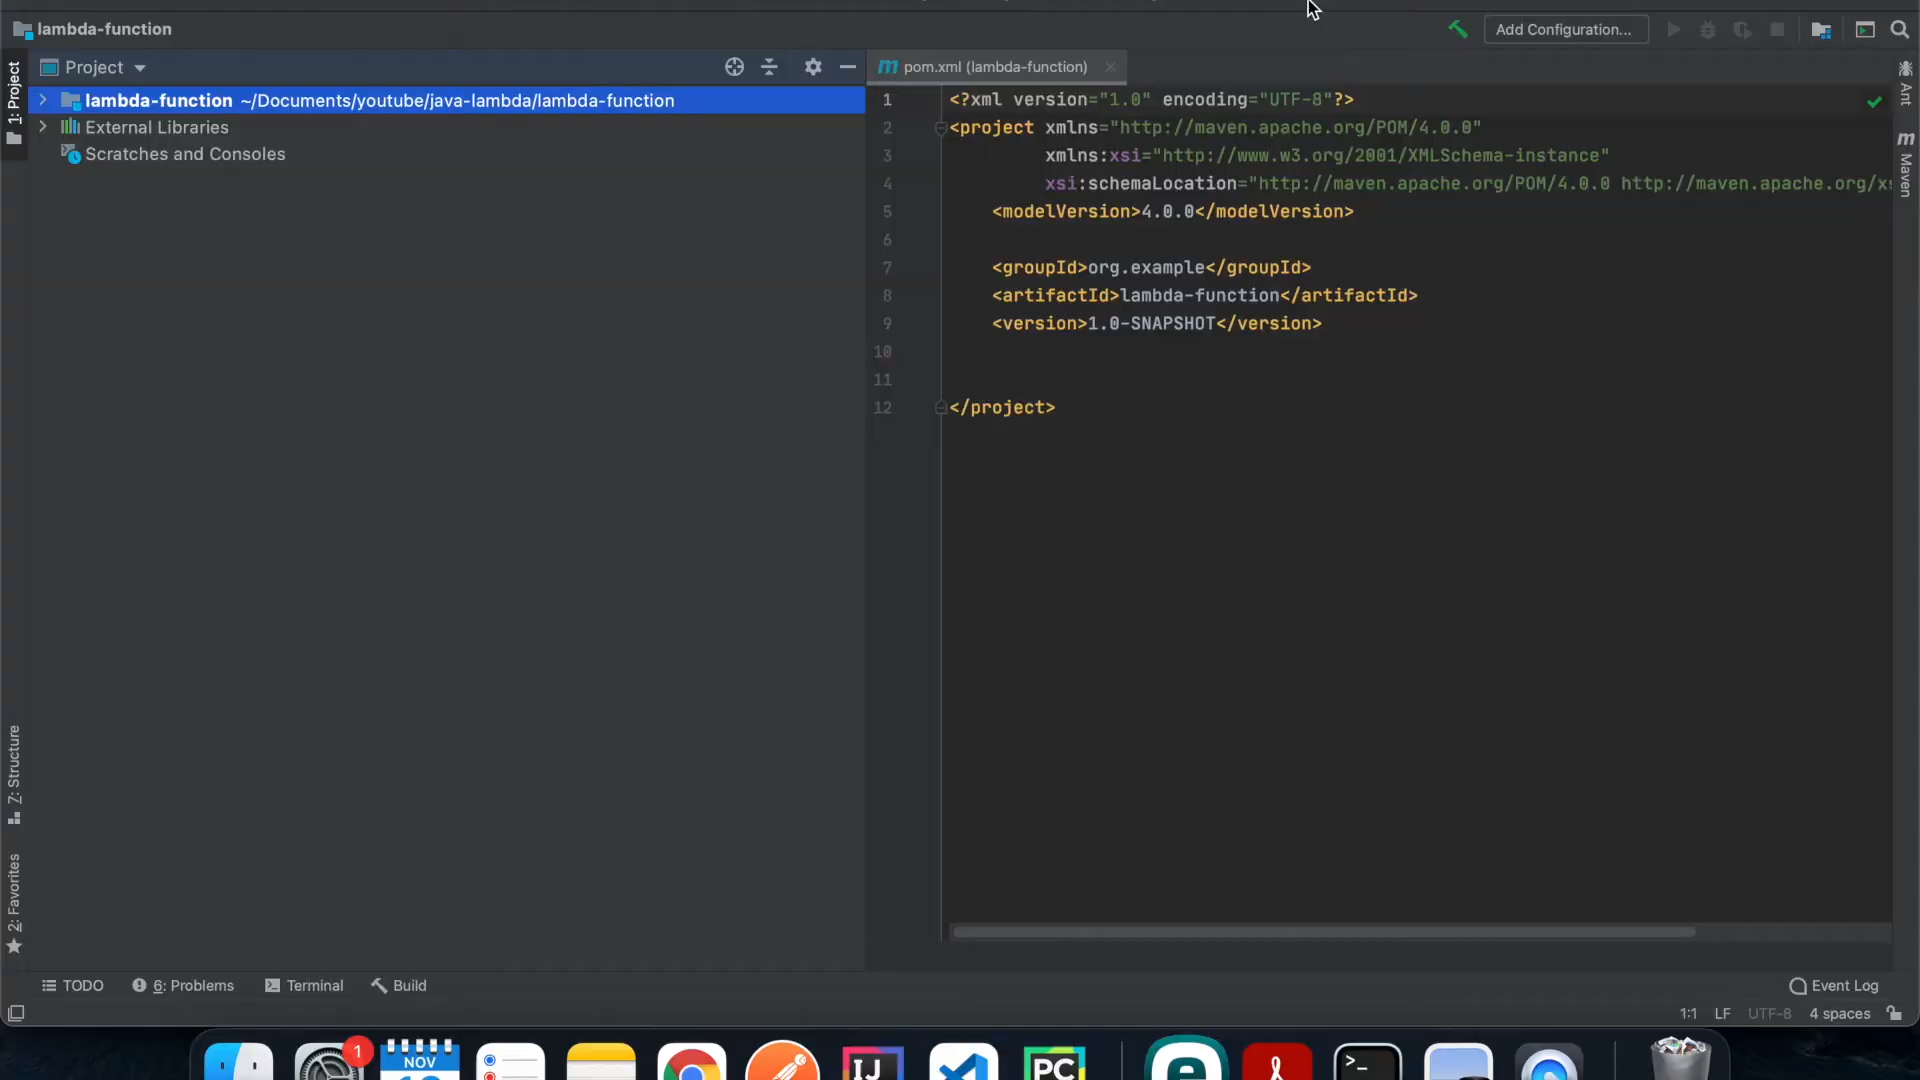 lambda-function
Add Configuration...
1: Project
Project
pom.xml (lambda-function)
Ant
Maven
lambda-function ~/Documents/youtube/java-lambda/lambda-function
External Libraries
Scratches and Consoles
1 <?xml version="1.0" encoding="UTF-8"?>
2 <project xmlns="http://maven.apache.org/POM/4.0.0"
3 xmlns:xsi="http://www.w3.org/2001/XMLSchema-instance"
4 xsi:schemaLocation="http://maven.apache.org/POM/4.0.0 http://maven.apache.org/xs
5 <modelVersion>4.0.0</modelVersion>
6
7 <groupId>org.example</groupId>
8 <artifactId>lambda-function</artifactId>
9 <version>1.0-SNAPSHOT</version>
10
11
12 </project>
7: Structure
2: Favorites
TODO
6: Problems
Terminal
Build
Event Log
1:1 LF UTF-8 4 spaces
1
NOV
IJ
PC